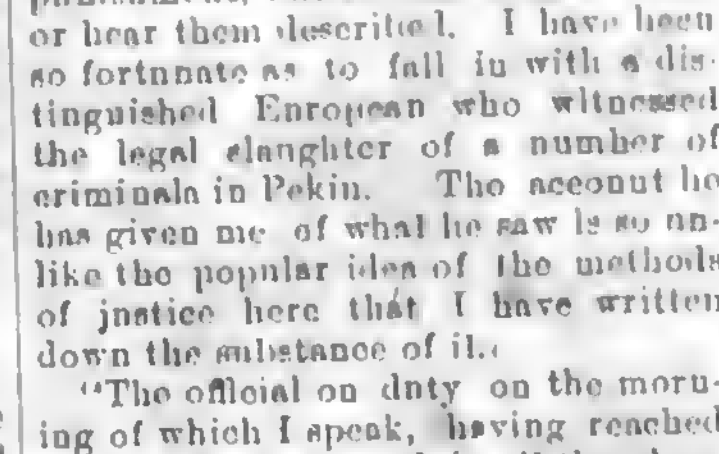 or hear them described. I have been
so fortunate as to fall in with a dis-
tinguished European who witnessed
the legal slaughter of a number of
criminals in Pekin. The account he
has given me of what he saw is so un-
like the popular idea of the methods
of justice here that I have written
down the substance of it.
"The official on duty on the morn-
ing of which I speak, having reached